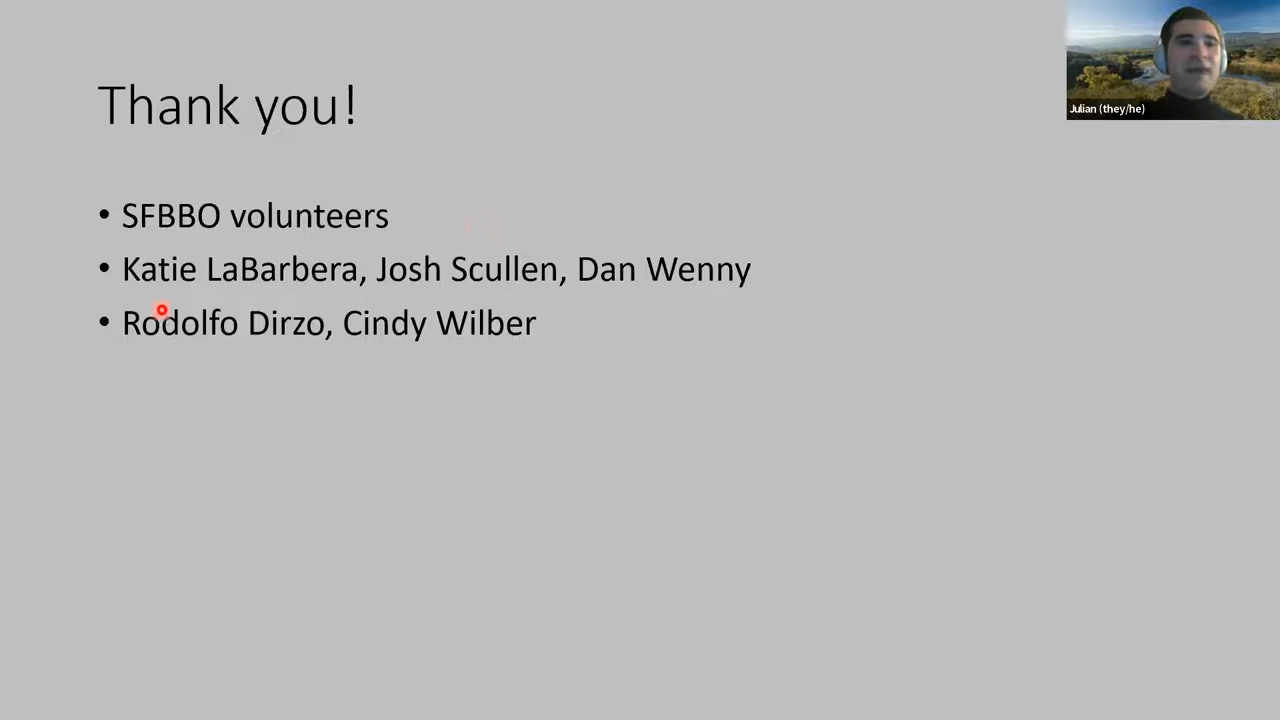 Thank you!
• SFBBO volunteers
• Katie LaBarbera, Josh Scullen, Dan Wenny
• Rodolfo Dirzo, Cindy Wilber
Julian (they/he)